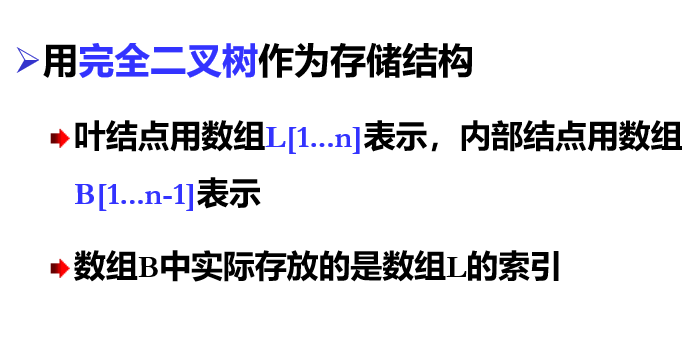 用完全二叉树作为存储结构
叶结点用数组L[1...n]表示，内部结点用数组
B[1...n-1]表示
数组B中实际存放的是数组L的索引